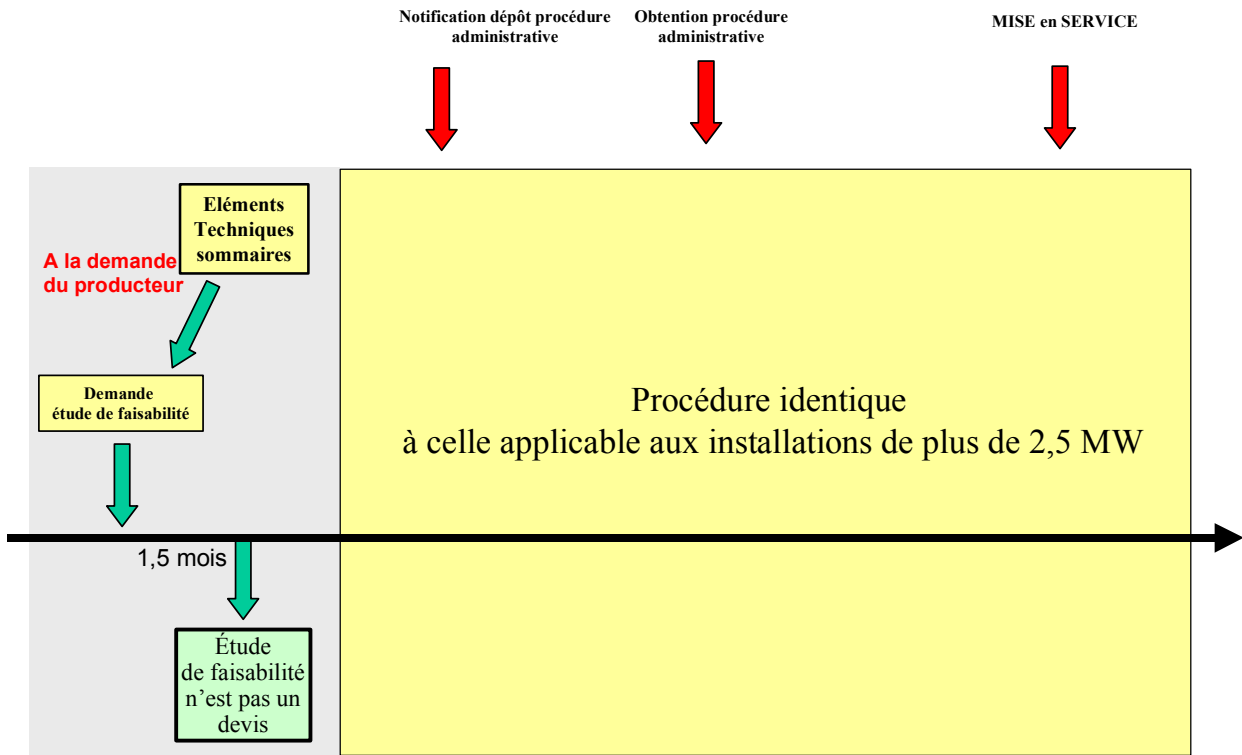 Notification dépôt procédure
administrative
Obtention procédure
administrative
MISE en SERVICE
Eléments
Techniques
sommaires
A la demande
du producteur
Demande
étude de faisabilité
Procédure identique
à celle applicable aux installations de plus de 2,5 MW
1,5 mois
Étude
de faisabilité
n'est pas un
devis